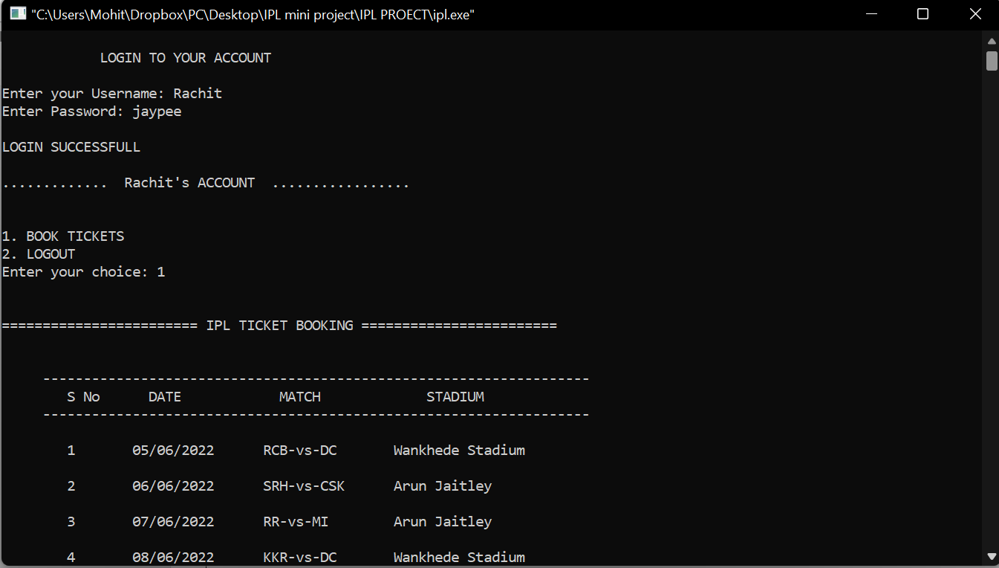 "C:\Users\Mohit\Dropbox\PC\Desktop\IPL mini project\IPL PROECT\ipl.exe"
LOGIN TO YOUR ACCOUNT
Enter your Username: Rachit
Enter Password: jaypee
LOGIN SUCCESSFULL
............. Rachit's ACCOUNT .................
1. BOOK TICKETS
2. LOGOUT
Enter your choice: 1
======================== IPL TICKET BOOKING ========================
-------------------------------------------------------------------
S No DATE MATCH STADIUM
-------------------------------------------------------------------
1 05/06/2022 RCB-vs-DC Wankhede Stadium
2 06/06/2022 SRH-vs-CSK Arun Jaitley
3 07/06/2022 RR-vs-MI Arun Jaitley
4 08/06/2022 KKR-vs-DC Wankhede Stadium